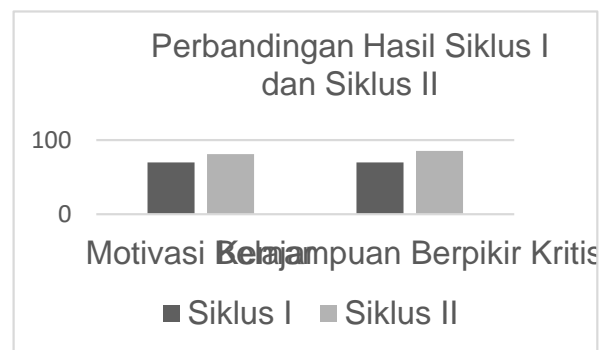 Perbandingan Hasil Siklus I
dan Siklus II
100
0
Motivasi Belajar Kemampuan Berpikir Kritis
Siklus I Siklus II